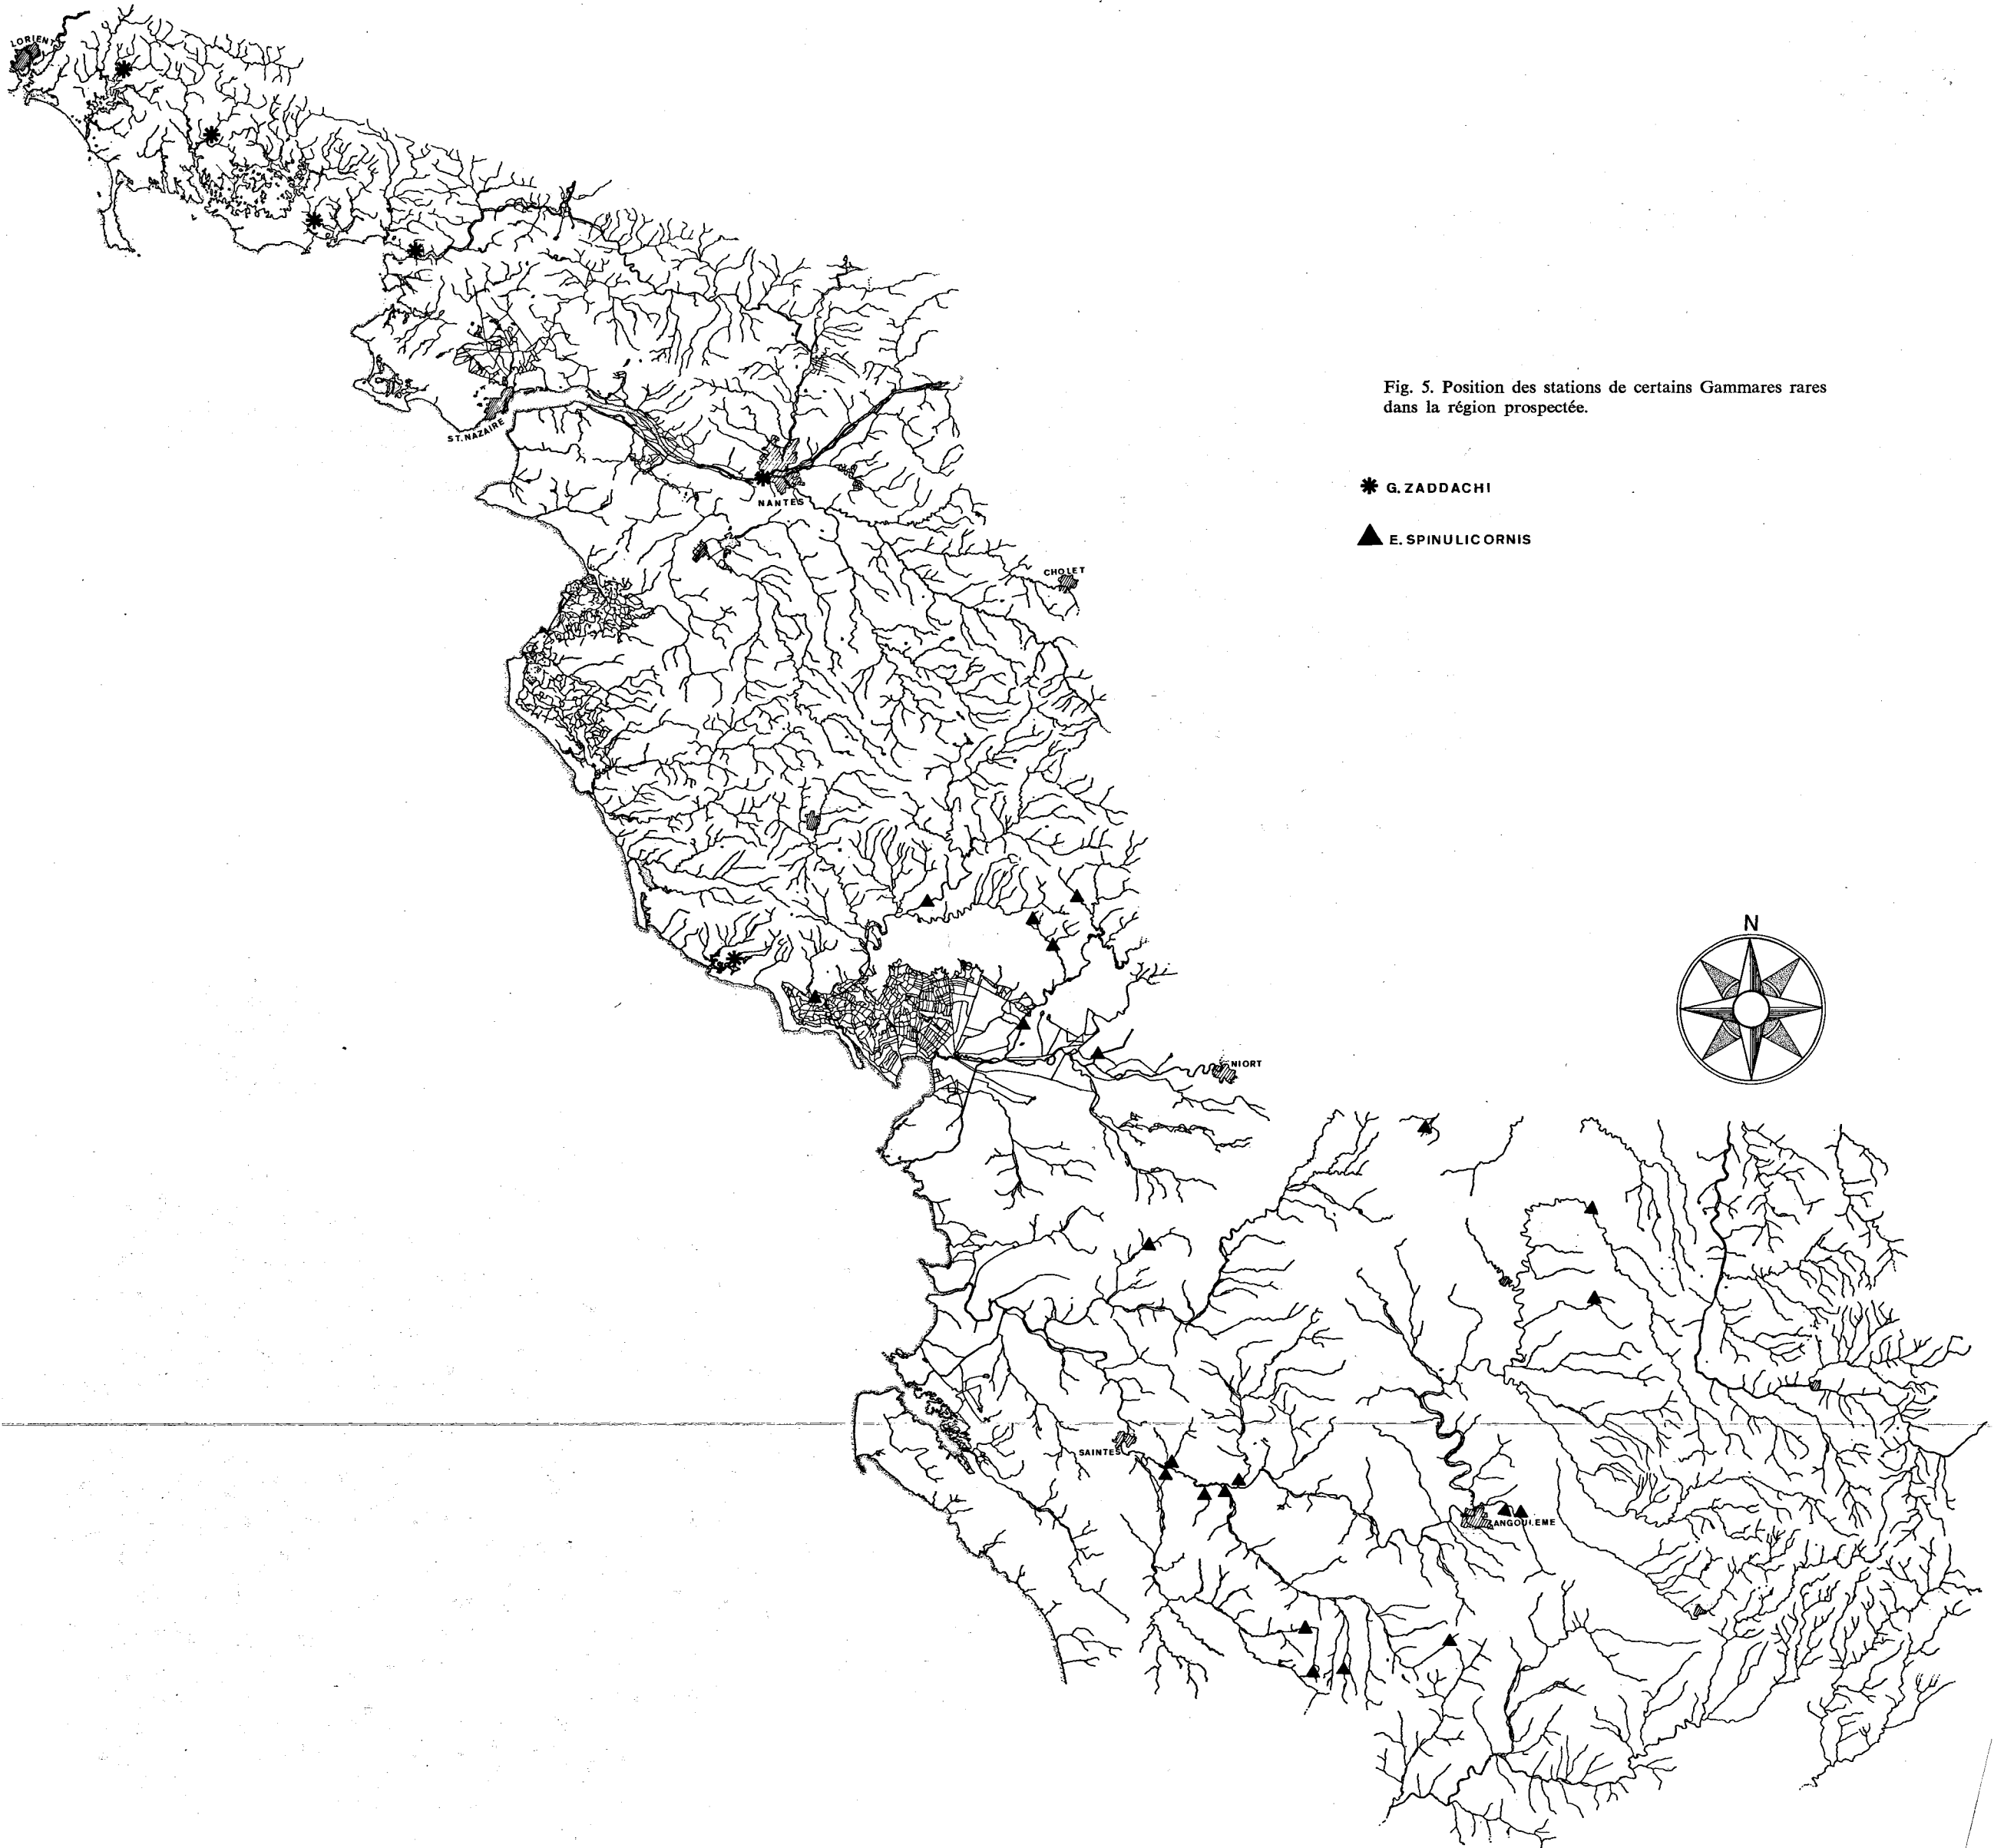 LORIENT
ST. NAZAIRE
NANTES
CHOLET
Fig. 5. Position des stations de certains Gammares rares
dans la région prospectée.
G. ZADDACHI
E. SPINULICORNIS
N
NIORT
SAINTES
ANGOULEME